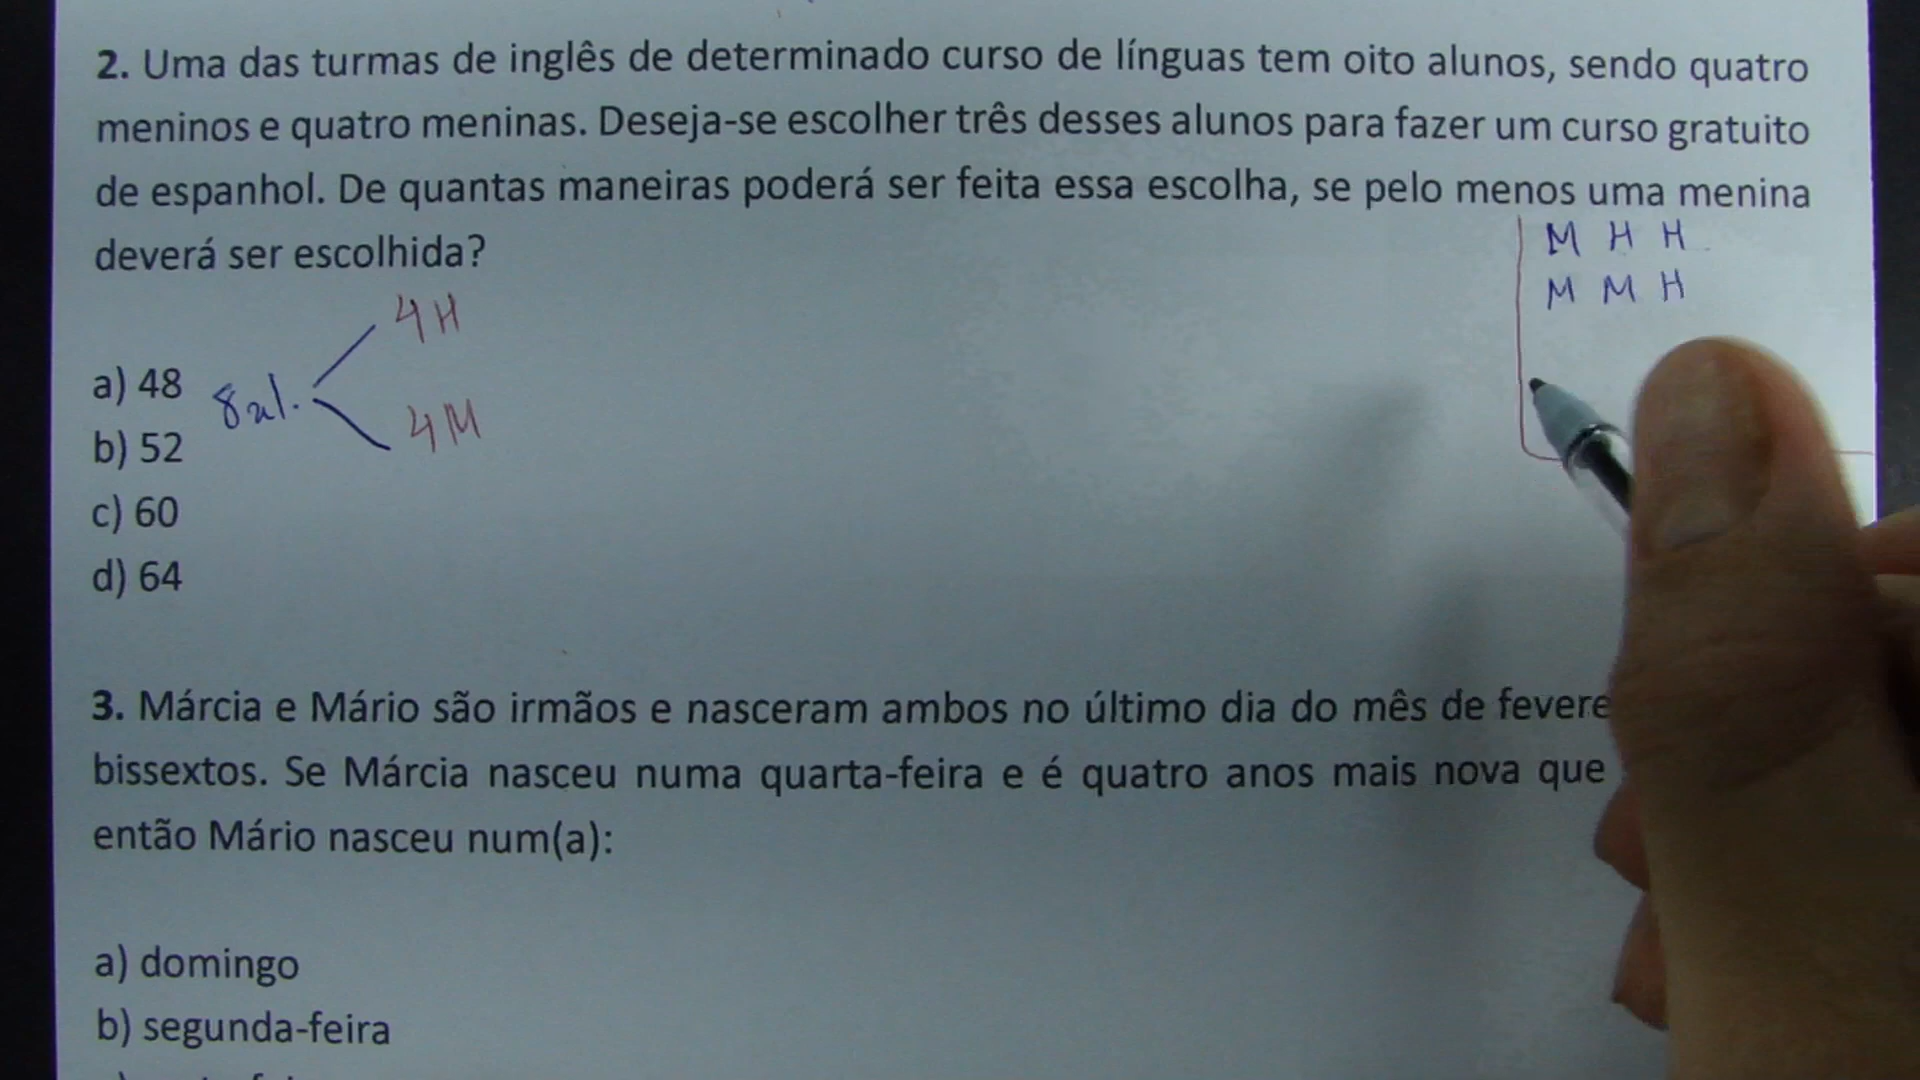 2. Uma das turmas de inglês de determinado curso de línguas tem oito alunos, sendo quatro
meninos e quatro meninas. Deseja-se escolher três desses alunos para fazer um curso gratuito
de espanhol. De quantas maneiras poderá ser feita essa escolha, se pelo menos uma menina
deverá ser escolhida?
M H H
M M H
4H
8 al.
4M
a) 48
b) 52
c) 60
d) 64
3. Márcia e Mário são irmãos e nasceram ambos no último dia do mês de fevere
bissextos. Se Márcia nasceu numa quarta-feira e é quatro anos mais nova que
então Mário nasceu num(a):
a) domingo
b) segunda-feira